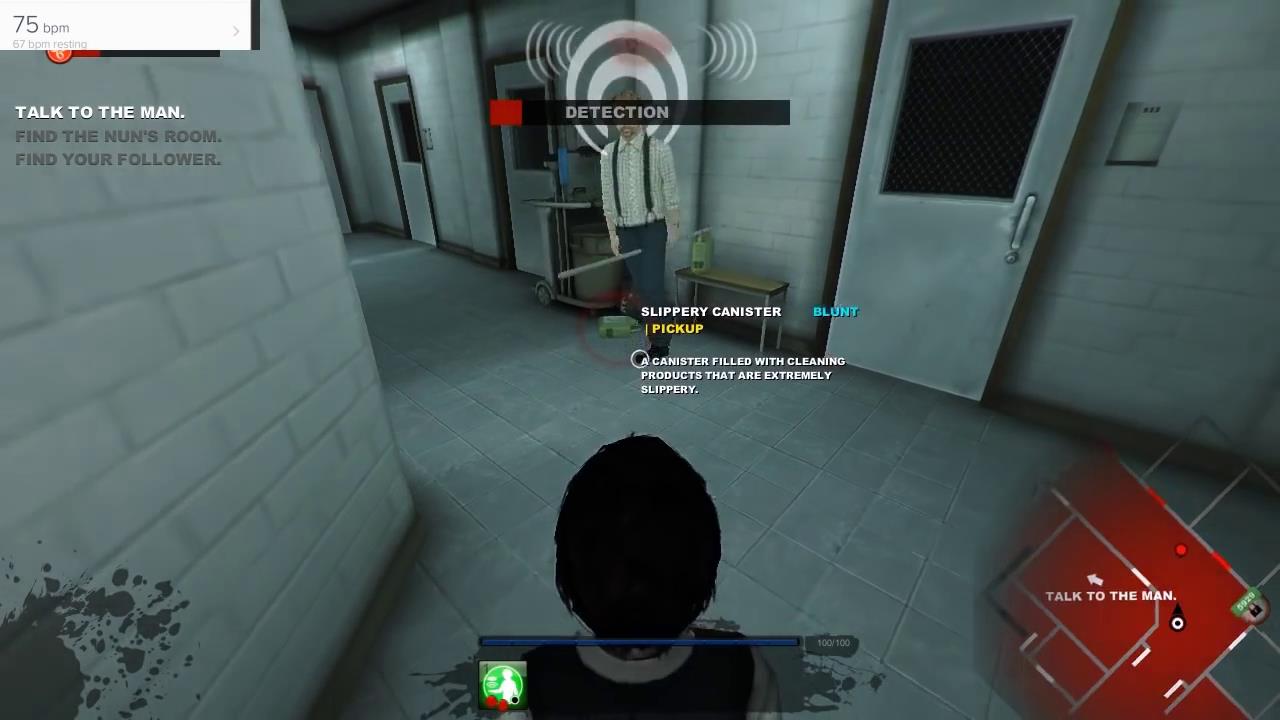 75 bpm
67 bpm resting
TALK TO THE MAN.
FIND THE NUN'S ROOM.
FIND YOUR FOLLOWER.
DETECTION
SLIPPERY CANISTER BLUNT
| PICKUP
A CANISTER FILLED WITH CLEANING
PRODUCTS THAT ARE EXTREMELY
SLIPPERY.
TALK TO THE MAN.
100/100